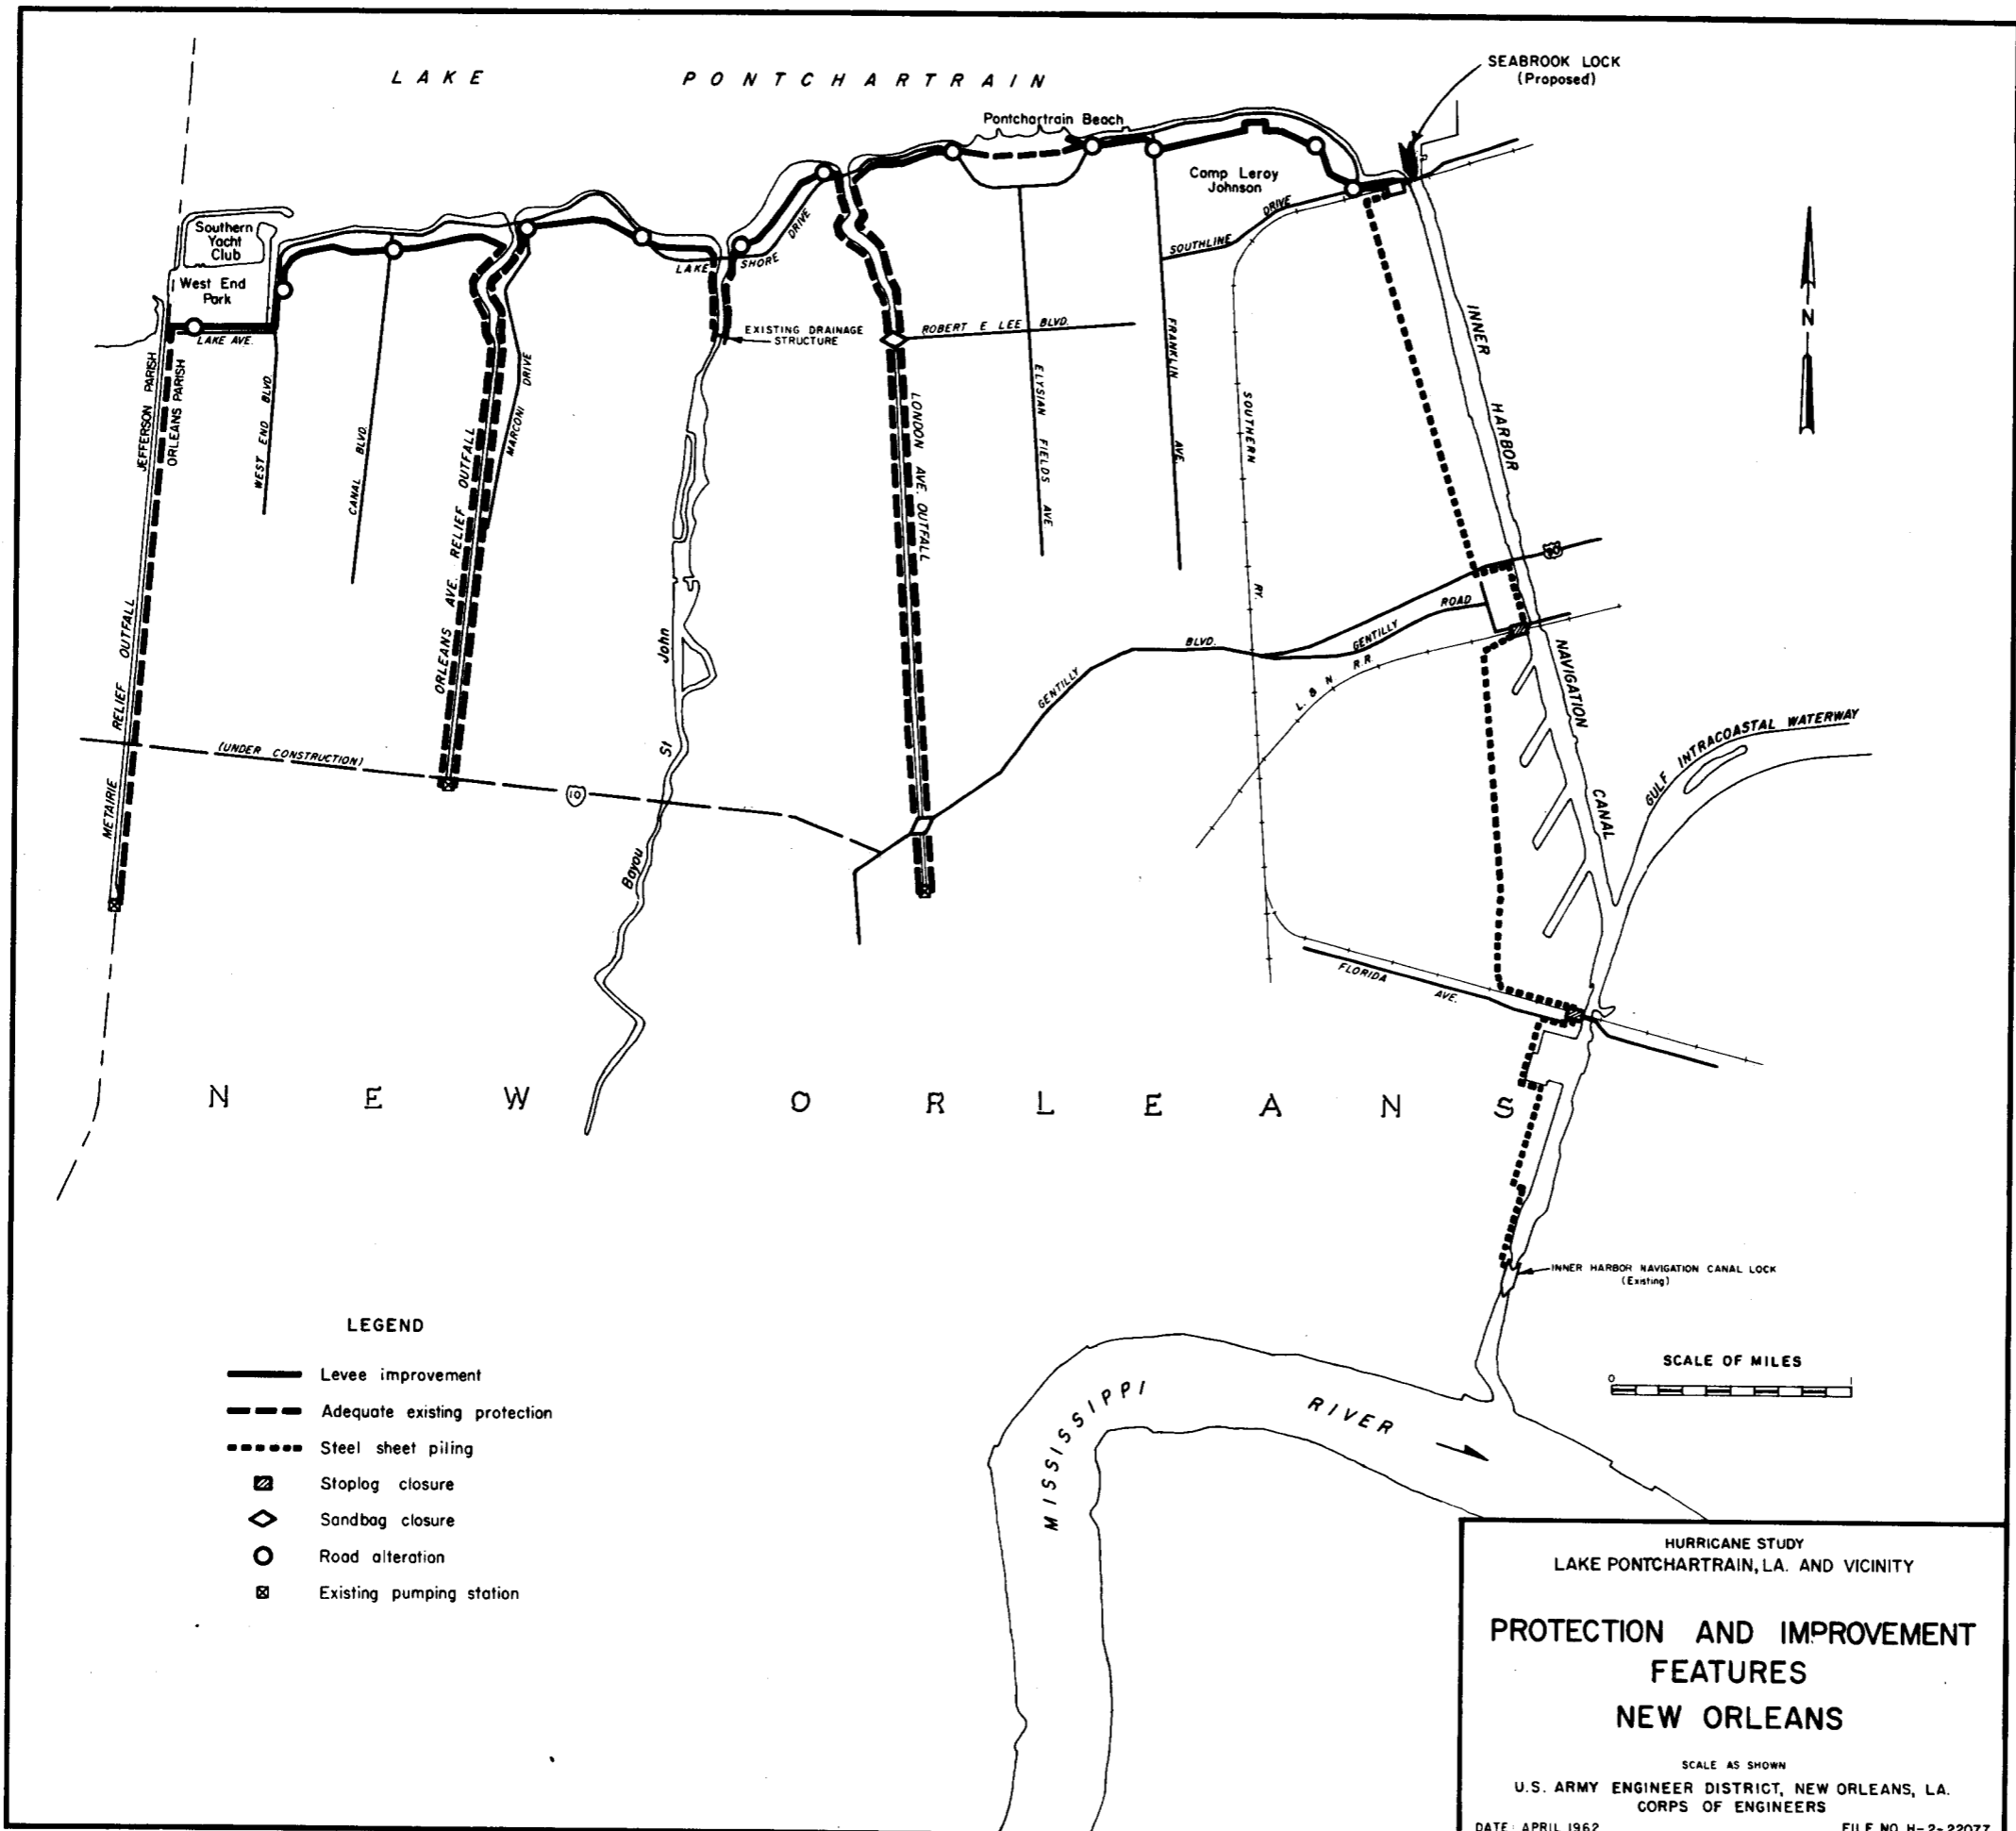 LAKE PONTCHARTRAIN
SEABROOK LOCK
(Proposed)
Pontchartrain Beach
Camp Leroy
Johnson
Southern
Yacht
Club
West End
Park
LAKE AVE.
JEFFERSON PARISH
ORLEANS PARISH
WEST END BLVD.
CANAL BLVD.
MARCONI DRIVE
LAKE SHORE DRIVE
EXISTING DRAINAGE
STRUCTURE
ROBERT E LEE BLVD.
SOUTHLINE DRIVE
FRANKLIN AVE.
ELYSIAN FIELDS AVE
SOUTHERN RY.
INNER HARBOR NAVIGATION CANAL
N
METAIRIE RELIEF OUTFALL
ORLEANS AVE. RELIEF OUTFALL
LONDON AVE. OUTFALL
Bayou St John
90
GENTILLY ROAD
GENTILLY BLVD.
L. & N R.R.
GULF INTRACOASTAL WATERWAY
(UNDER CONSTRUCTION)
10
FLORIDA AVE.
NEW ORLEANS
INNER HARBOR NAVIGATION CANAL LOCK
(Existing)
LEGEND
Levee improvement
Adequate existing protection
Steel sheet piling
Stoplog closure
Sandbag closure
Road alteration
Existing pumping station
MISSISSIPPI RIVER
SCALE OF MILES
0 1
HURRICANE STUDY
LAKE PONTCHARTRAIN, LA. AND VICINITY
PROTECTION AND IMPROVEMENT
FEATURES
NEW ORLEANS
SCALE AS SHOWN
U.S. ARMY ENGINEER DISTRICT, NEW ORLEANS, LA.
CORPS OF ENGINEERS
DATE: APRIL 1962 FILE NO. H-2-22077